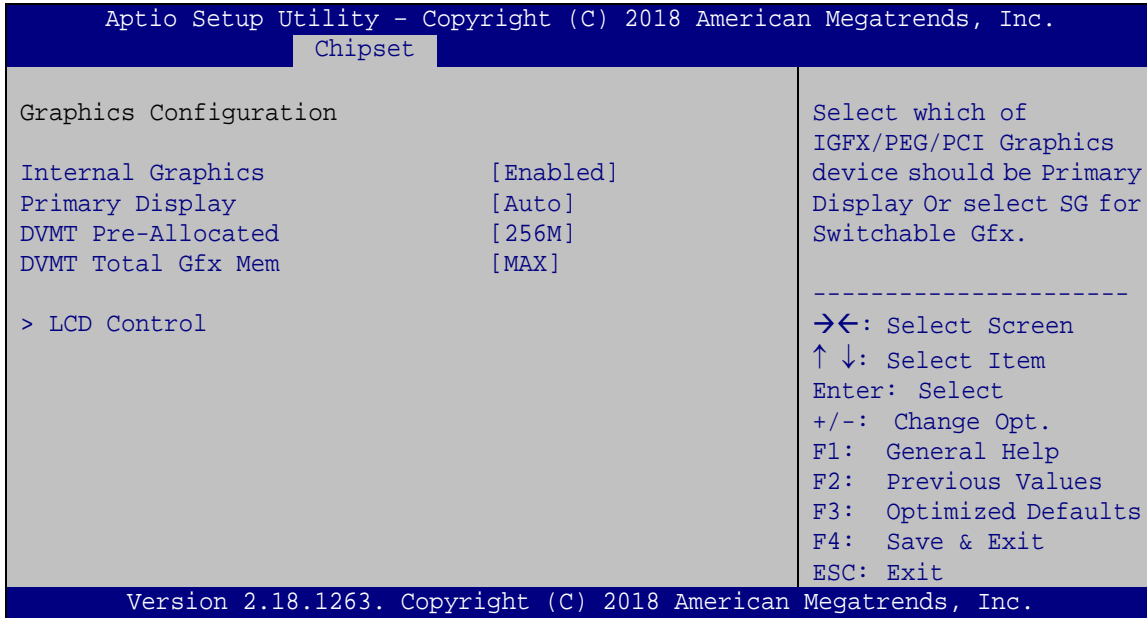 Aptio Setup Utility – Copyright (C) 2018 American Megatrends, Inc.
Chipset
Graphics Configuration
Internal Graphics [Enabled]
Primary Display [Auto]
DVMT Pre-Allocated [256M]
DVMT Total Gfx Mem [MAX]
> LCD Control
Select which of
IGFX/PEG/PCI Graphics
device should be Primary
Display Or select SG for
Switchable Gfx.
----------------------
→←: Select Screen
↑ ↓: Select Item
Enter: Select
+/-: Change Opt.
F1: General Help
F2: Previous Values
F3: Optimized Defaults
F4: Save & Exit
ESC: Exit
Version 2.18.1263. Copyright (C) 2018 American Megatrends, Inc.